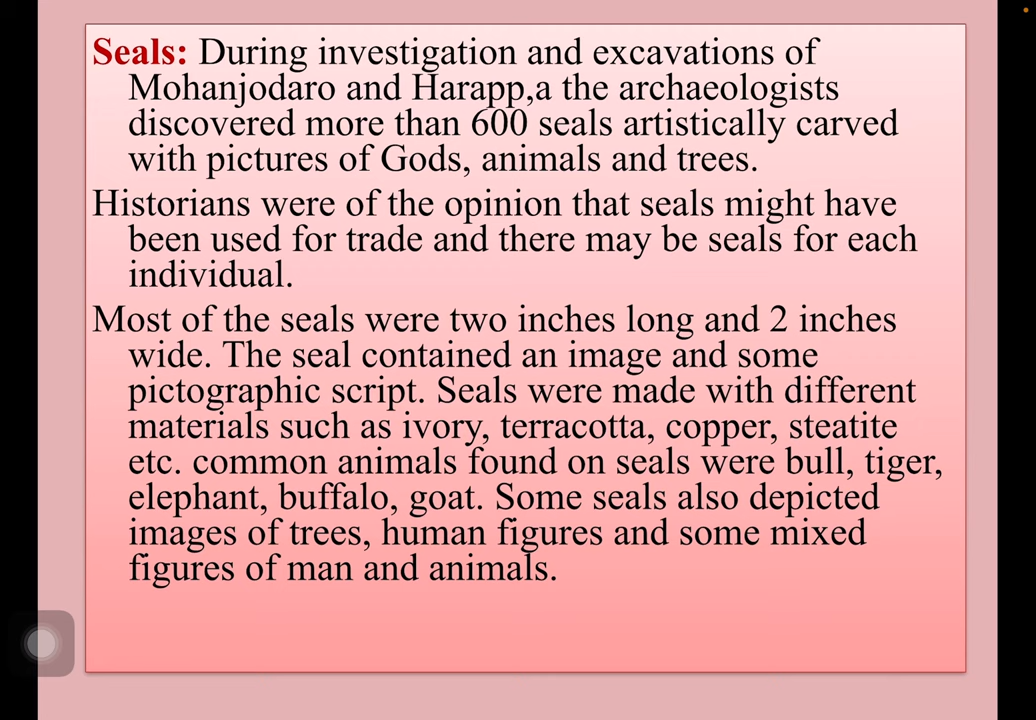 Seals: During investigation and excavations of
Mohanjodaro and Harapp,a the archaeologists
discovered more than 600 seals artistically carved
with pictures of Gods, animals and trees.
Historians were of the opinion that seals might have
been used for trade and there may be seals for each
individual.
Most of the seals were two inches long and 2 inches
wide. The seal contained an image and some
pictographic script. Seals were made with different
materials such as ivory, terracotta, copper, steatite
etc. common animals found on seals were bull, tiger,
elephant, buffalo, goat. Some seals also depicted
images of trees, human figures and some mixed
figures of man and animals.